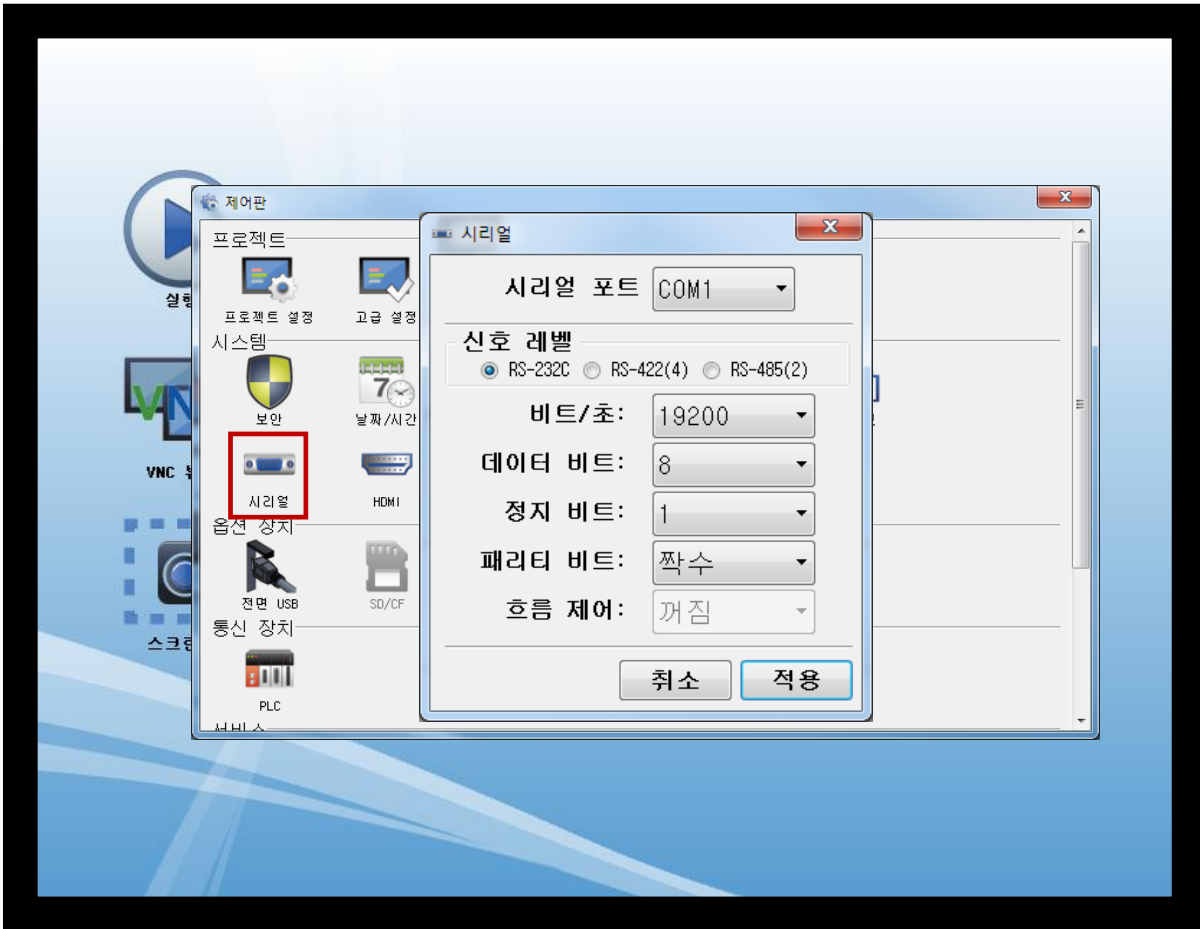 제어판
프로젝트
프로젝트 설정
고급 설정
시스템
보안
7
날짜/시간
시리얼
HDMI
옵션 장치
전면 USB
SD/CF
통신 장치
PLC
서비스
시리얼
시리얼 포트 COM1
신호 레벨
RS-232C RS-422(4) RS-485(2)
비트/초: 19200
데이터 비트: 8
정지 비트: 1
패리티 비트: 짝수
흐름 제어: 꺼짐
취소 적용
VNC